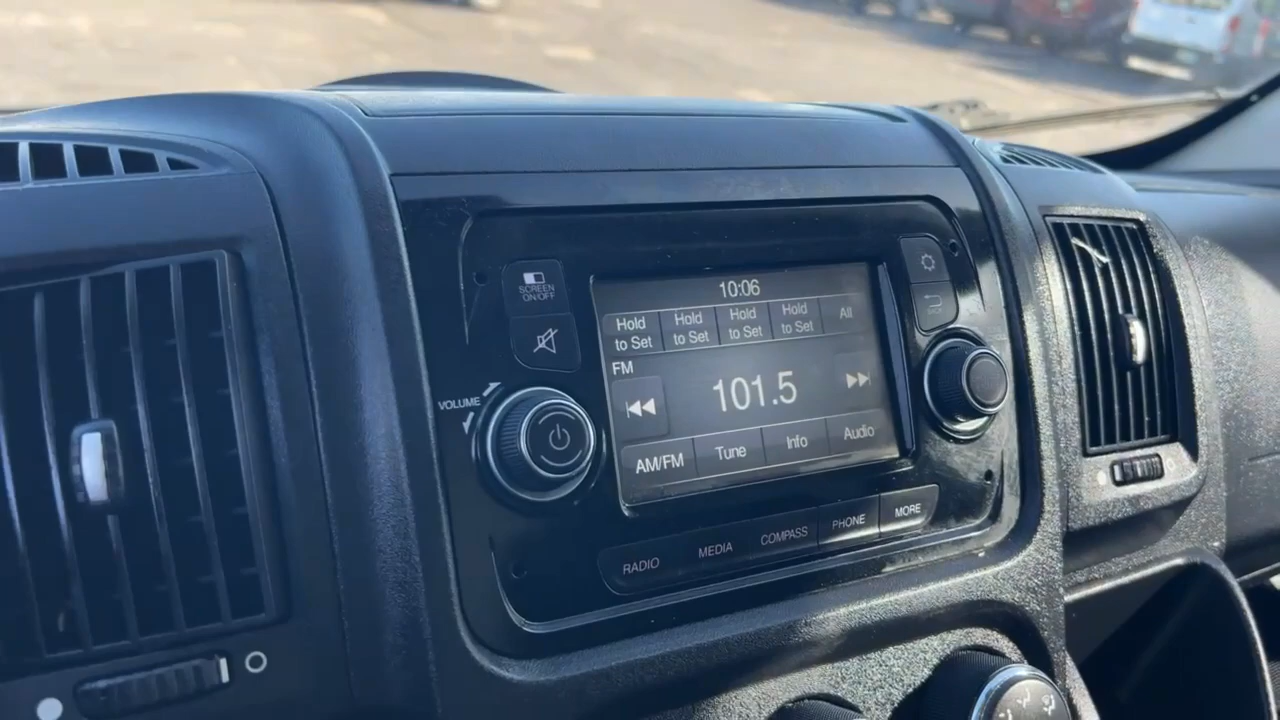 SCREEN
ON/OFF
VOLUME
10:06
Hold to Set
Hold to Set
Hold to Set
Hold to Set
All
FM
101.5
AM/FM
Tune
Info
Audio
RADIO
MEDIA
COMPASS
PHONE
MORE